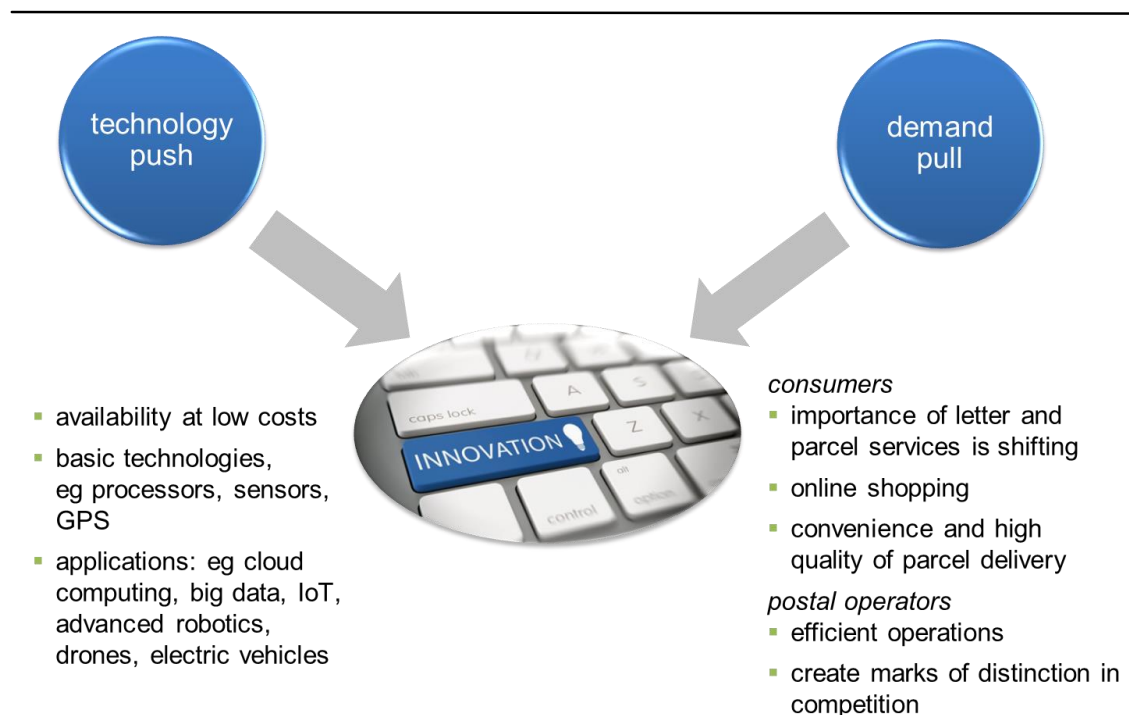 technology
push
demand
pull
A
S
caps lock
Z
X
INNOVATION
alt
option
control
availability at low costs
basic technologies,
eg processors, sensors,
GPS
applications: eg cloud
computing, big data, IoT,
advanced robotics,
drones, electric vehicles
consumers
importance of letter and
parcel services is shifting
online shopping
convenience and high
quality of parcel delivery
postal operators
efficient operations
create marks of distinction in
competition